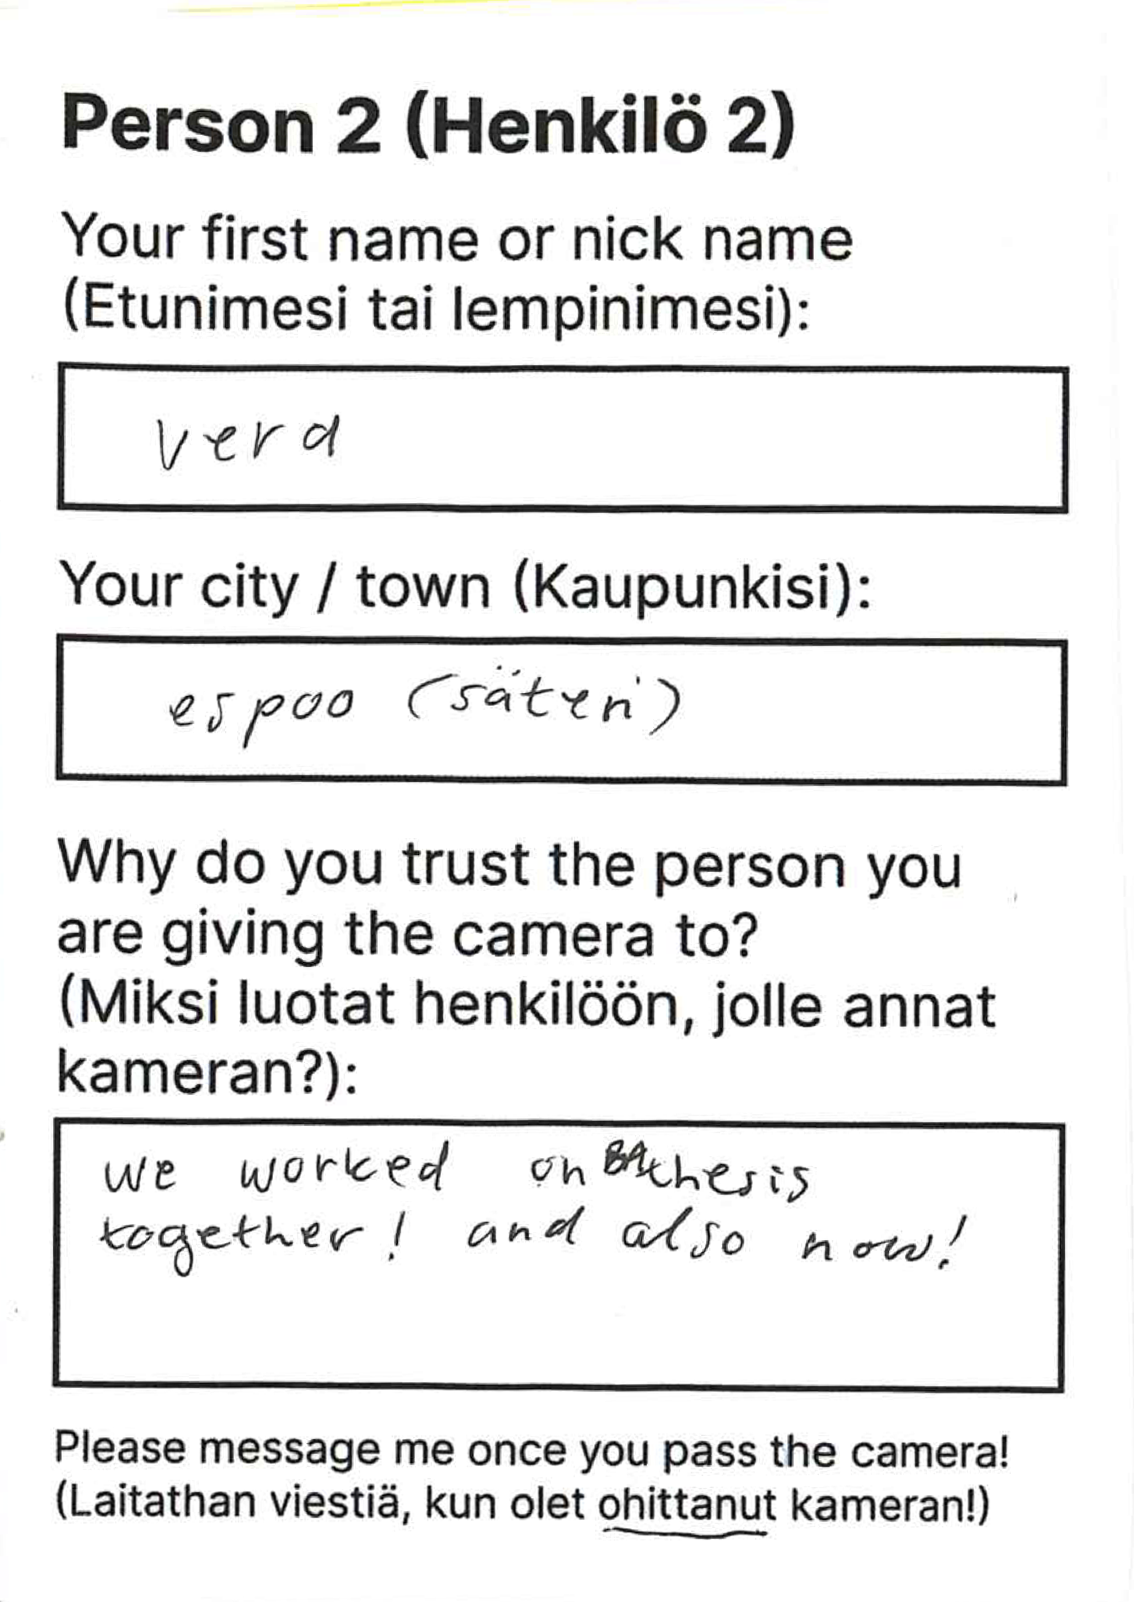 Person 2 (Henkilö 2)
Your first name or nick name
(Etunimesi tai lempinimesi):
vera
Your city / town (Kaupunkisi):
espoo (säteri)
Why do you trust the person you
are giving the camera to?
(Miksi luotat henkilöön, jolle annat
kameran?):
we worked on BA thesis
together! and also now!
Please message me once you pass the camera!
(Laitathan viestiä, kun olet ohittanut kameran!)